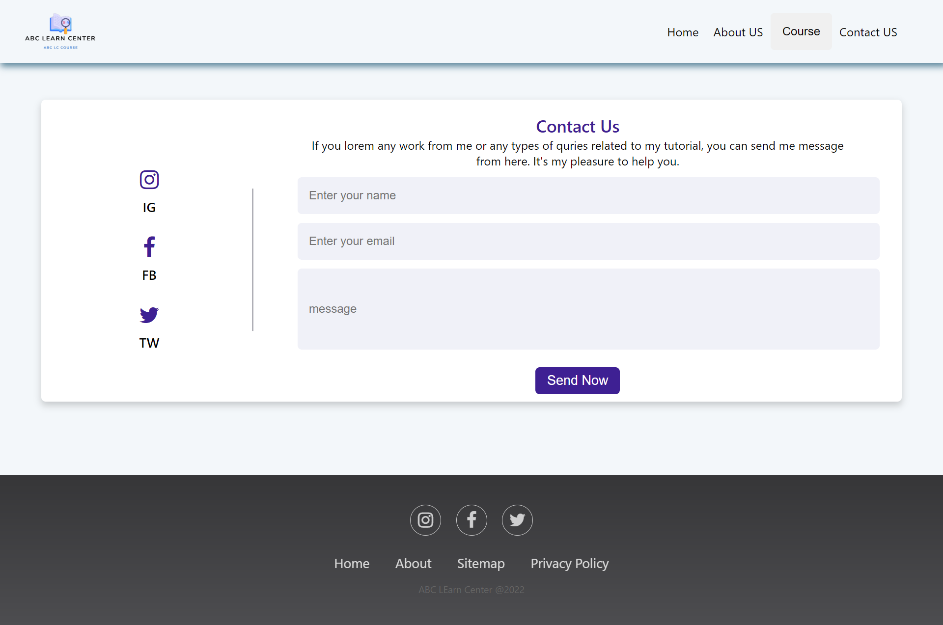 ABC LEARN CENTER
ABC LC COURSE
Home About US Course Contact US
Contact Us
If you lorem any work from me or any types of quries related to my tutorial, you can send me message
from here. It's my pleasure to help you.
IG
FB
TW
Enter your name
Enter your email
message
Send Now
Home About Sitemap Privacy Policy
ABC LEarn Center @2022